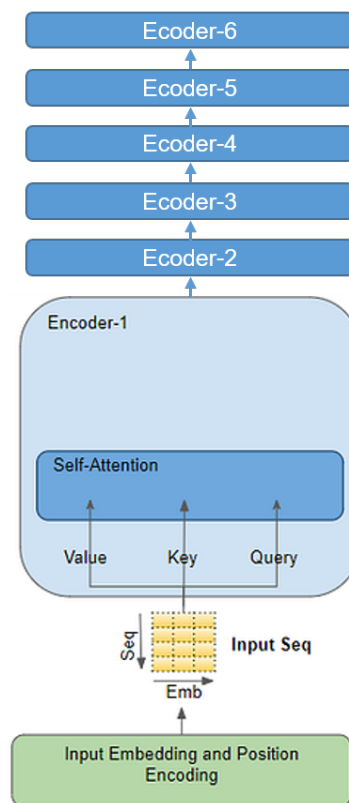 Ecoder-6
Ecoder-5
Ecoder-4
Ecoder-3
Ecoder-2
Encoder-1
Self-Attention
Value Key Query
Seq
Input Seq
Emb
Input Embedding and Position
Encoding